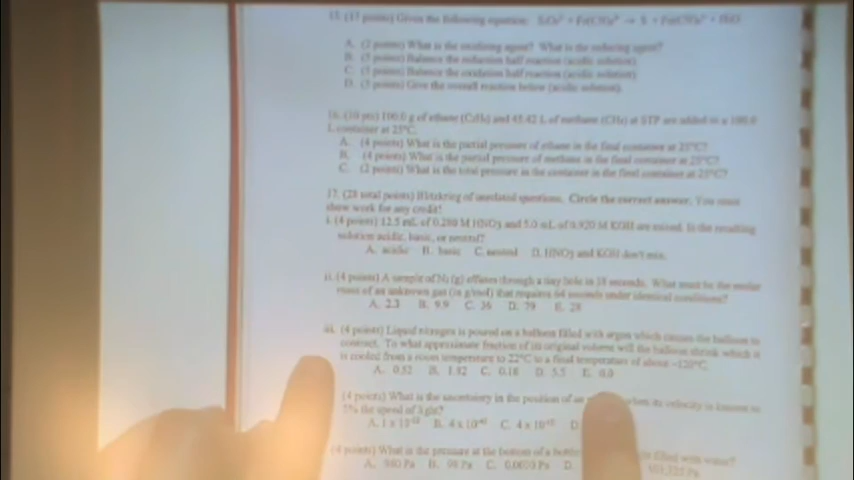 15. (17 points) Given the following equation:
A. (2 points) What is the oxidizing agent? What is the reducing agent?
B. (5 points) Balance the reduction half reaction (acidic solution)
C. (5 points) Balance the oxidation half reaction (acidic solution)
D. (5 points) Give the overall reaction below (acidic solution)
16. (10 pts) 100.0 g of ethane (C2H6) and 45.42 L of methane (CH4) at STP are added to a 100.0
L container at 25°C.
A. (4 points) What is the partial pressure of ethane in the final container at 25°C?
B. (4 points) What is the partial pressure of methane in the final container at 25°C?
C. (2 points) What is the total pressure in the container in the final container at 25°C?
17. (28 total points) Blitzkrieg of unrelated questions. Circle the correct answer. You must
show work for any credit!
i. (4 points) 12.5 mL of 0.280 M HNO3 and 5.0 mL of 0.920 M KOH are mixed. Is the resulting
solution acidic, basic, or neutral?
A. acidic B. basic C. neutral D. HNO3 and KOH don't mix.
ii. (4 points) A sample of N2 (g) effuses through a tiny hole in 38 seconds. What must be the molar
mass of an unknown gas (in g/mol) that requires 64 seconds under identical conditions?
A. 2.3 B. 9.9 C. 36 D. 79 E. 28
iii. (4 points) Liquid nitrogen is poured on a balloon filled with argon which causes the balloon to
contract. To what approximate fraction of its original volume will the balloon shrink which
is cooled from a room temperature to 22°C to a final temperature of about −120°C.
A. 0.52 B. 1.92 C. 0.18 D. 5.5 E. 0.0
(4 points) What is the uncertainty in the position of an when its velocity is known to
1% the speed of light?
A. B. C. D.
(4 points) What is the pressure at the bottom of a filled with water?
A. 980 Pa B. 98 Pa C. D. Pa